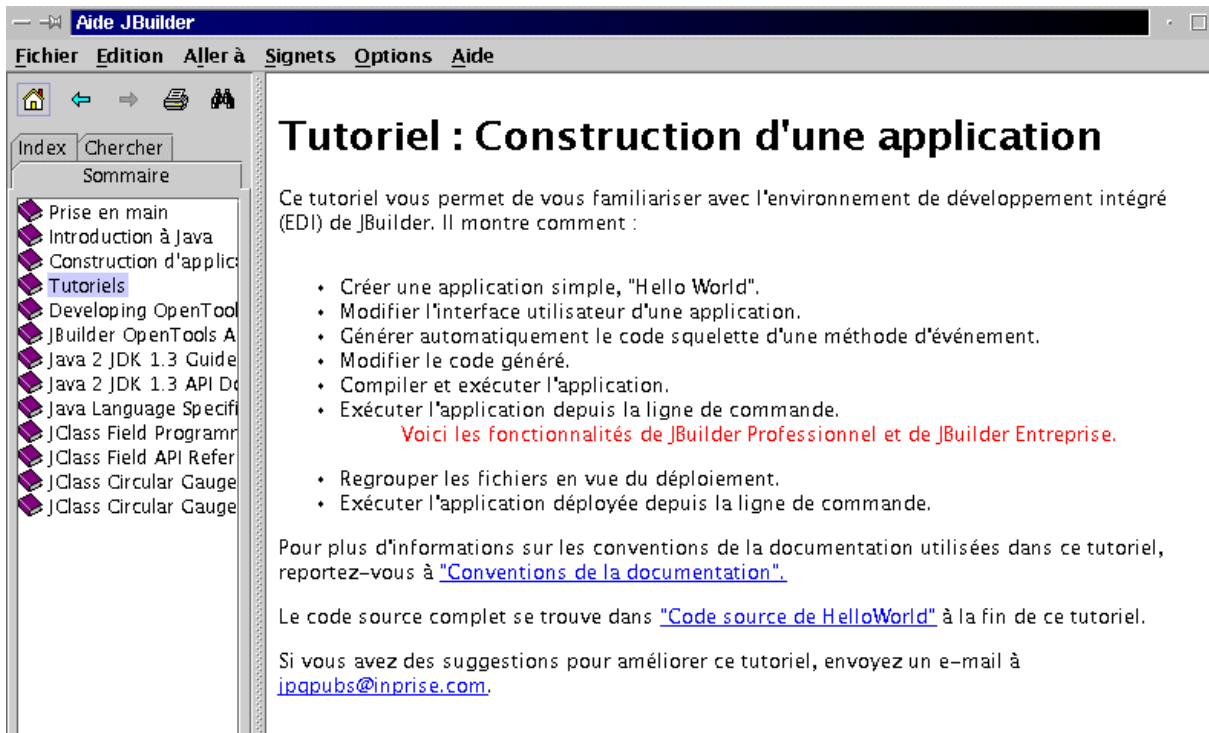 Aide JBuilder
Fichier Edition Aller à Signets Options Aide
Index Chercher
Sommaire
Prise en main
Introduction à Java
Construction d'applic
Tutoriels
Developing OpenTool
JBuilder OpenTools A
Java 2 JDK 1.3 Guide
Java 2 JDK 1.3 API Do
Java Language Specifi
JClass Field Programm
JClass Field API Refer
JClass Circular Gauge
JClass Circular Gauge
Tutoriel : Construction d'une application
Ce tutoriel vous permet de vous familiariser avec l'environnement de développement intégré
(EDI) de JBuilder. Il montre comment :
• Créer une application simple, "Hello World".
• Modifier l'interface utilisateur d'une application.
• Générer automatiquement le code squelette d'une méthode d'événement.
• Modifier le code généré.
• Compiler et exécuter l'application.
• Exécuter l'application depuis la ligne de commande.
Voici les fonctionnalités de JBuilder Professionnel et de JBuilder Entreprise.
• Regrouper les fichiers en vue du déploiement.
• Exécuter l'application déployée depuis la ligne de commande.
Pour plus d'informations sur les conventions de la documentation utilisées dans ce tutoriel,
reportez-vous à "Conventions de la documentation".
Le code source complet se trouve dans "Code source de HelloWorld" à la fin de ce tutoriel.
Si vous avez des suggestions pour améliorer ce tutoriel, envoyez un e-mail à
jpgpubs@inprise.com.